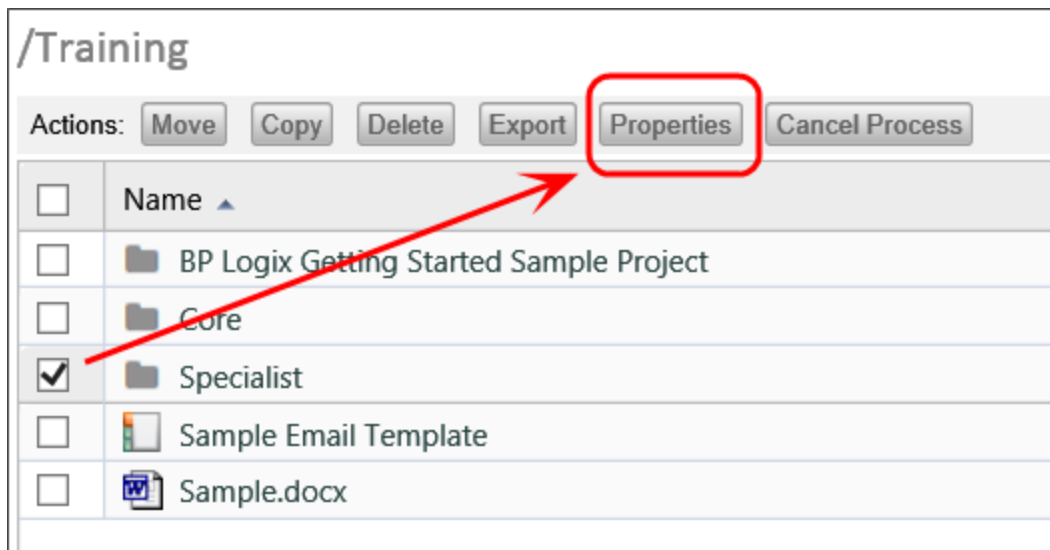 /Training
Actions: Move Copy Delete Export Properties Cancel Process
Name
BP Logix Getting Started Sample Project
Core
Specialist
Sample Email Template
Sample.docx